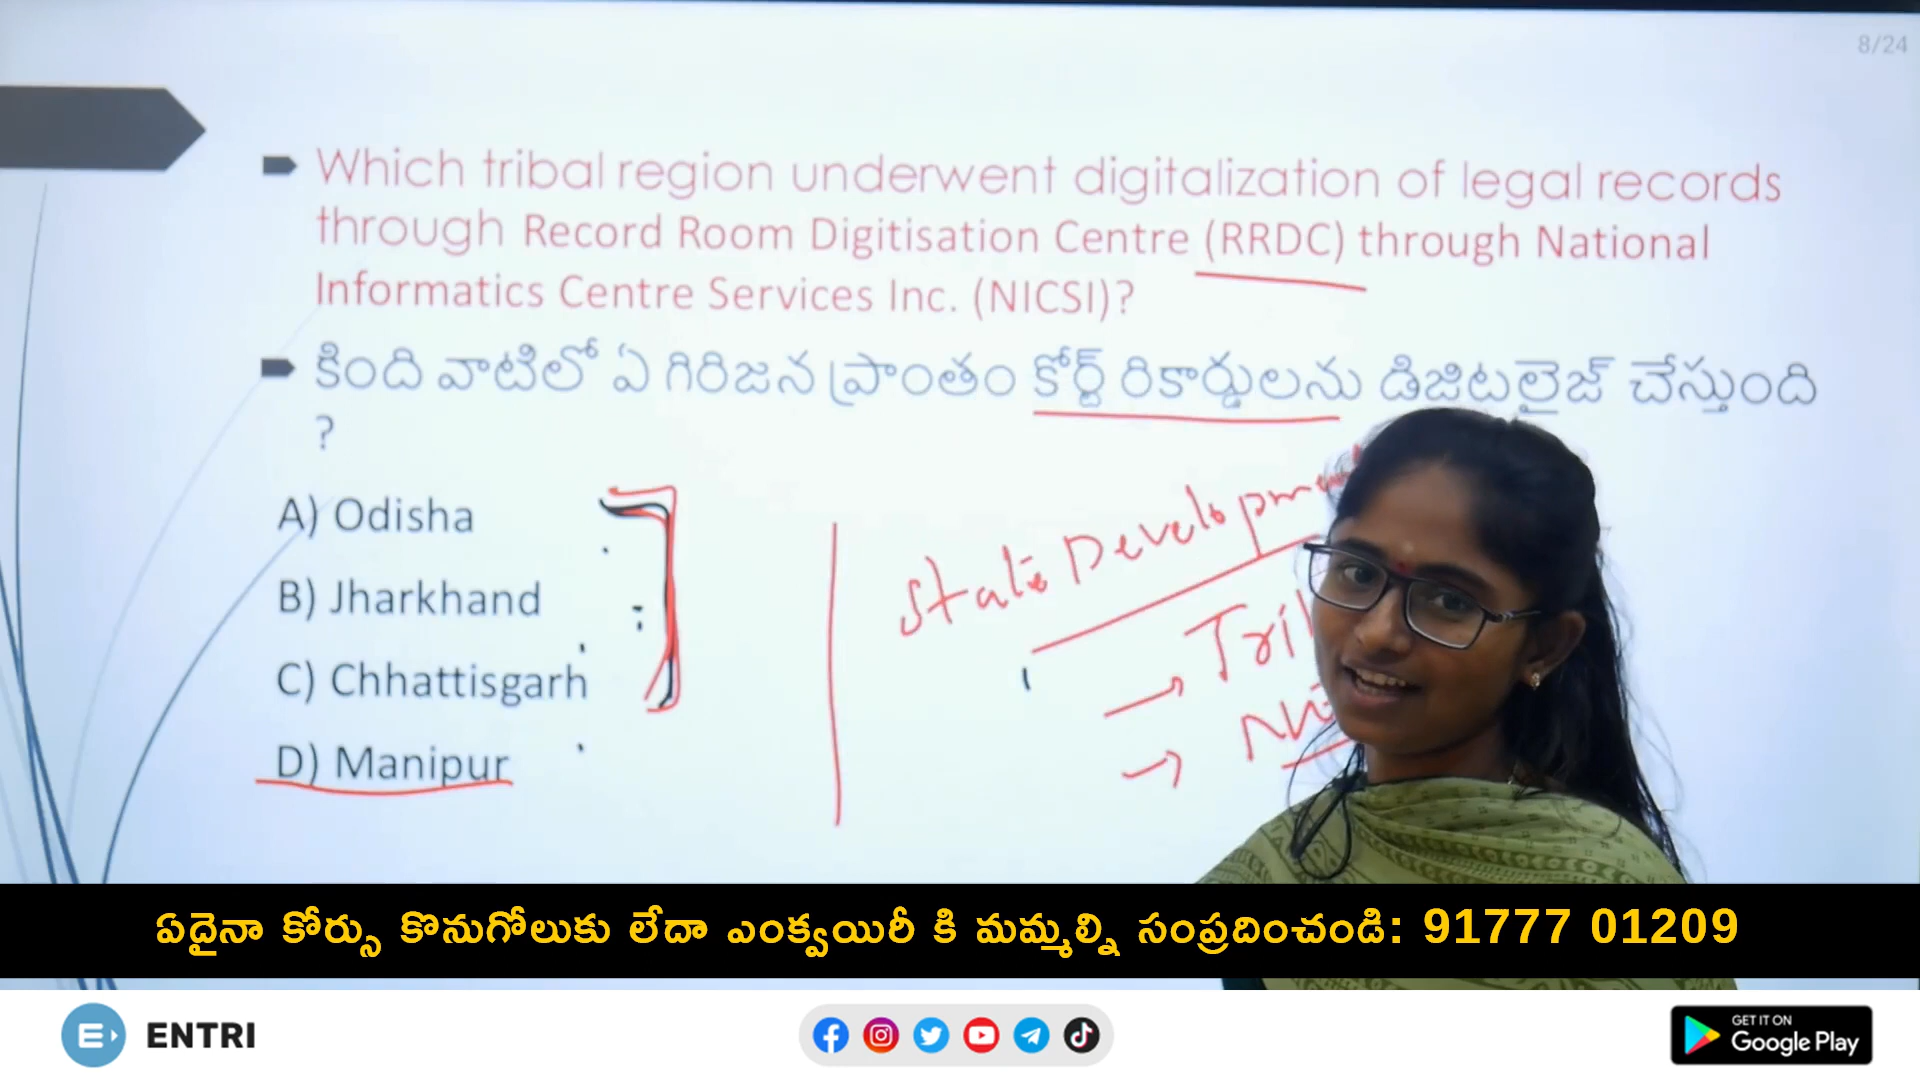 8/24
Which tribal region underwent digitalization of legal records
through Record Room Digitisation Centre (RRDC) through National
Informatics Centre Services Inc. (NICSI)?
కింది వాటిలో ఏ గిరిజన ప్రాంతం కోర్ట్ రికార్డులను డిజిటలైజ్ చేస్తుంది
?
A) Odisha
B) Jharkhand
C) Chhattisgarh
D) Manipur
State Development
ఏదైనా కోర్సు కొనుగోలుకు లేదా ఎంక్వయిరీ కి మమ్మల్ని సంప్రదించండి: 91777 01209
ENTRI
GET IT ON
Google Play